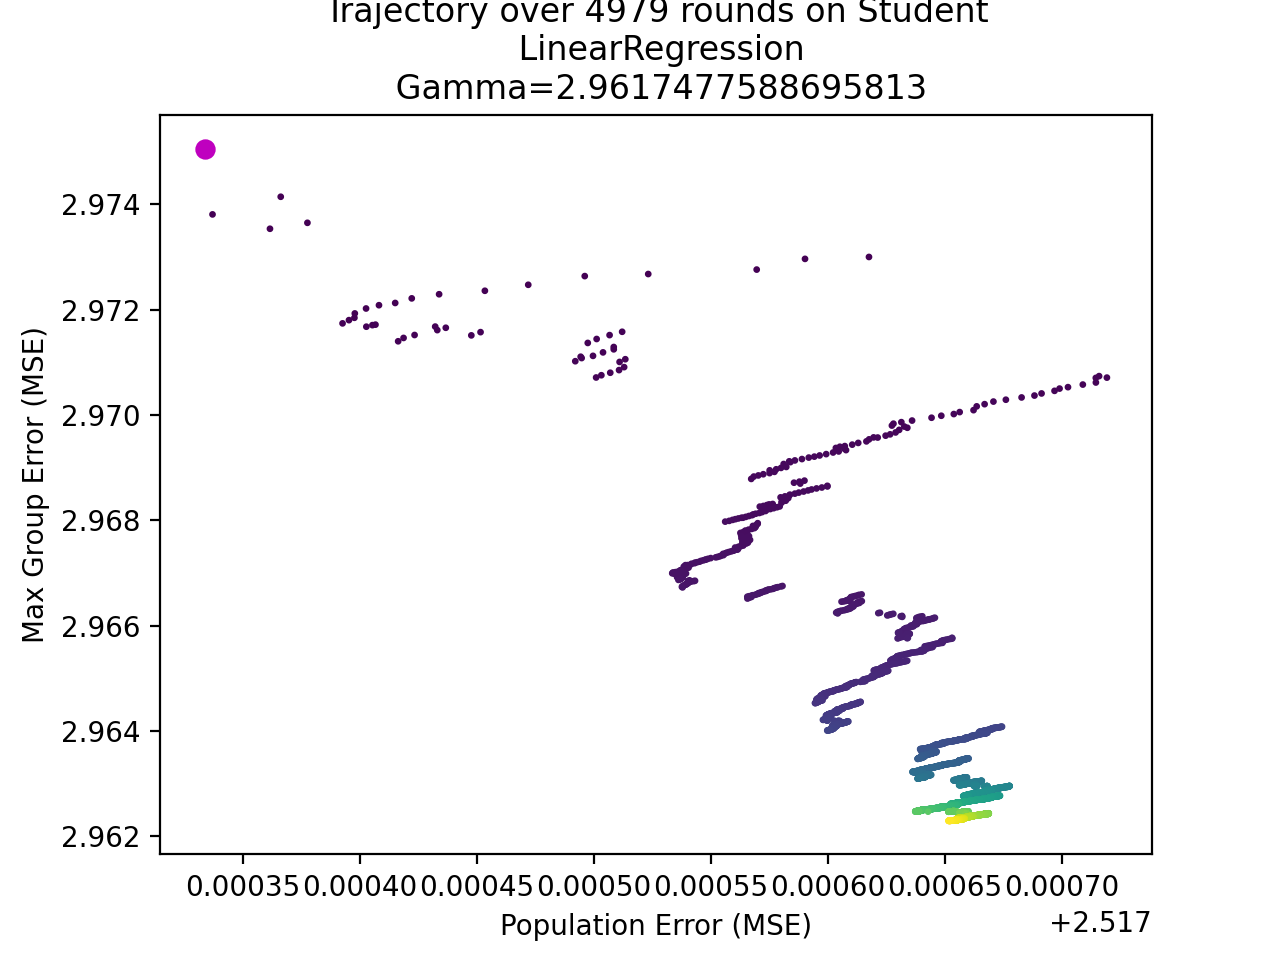 Trajectory over 4979 rounds on Student
LinearRegression
Gamma=2.9617477588695813
Max Group Error (MSE)
2.974
2.972
2.970
2.968
2.966
2.964
2.962
0.00035 0.00040 0.00045 0.00050 0.00055 0.00060 0.00065 0.00070
+2.517
Population Error (MSE)